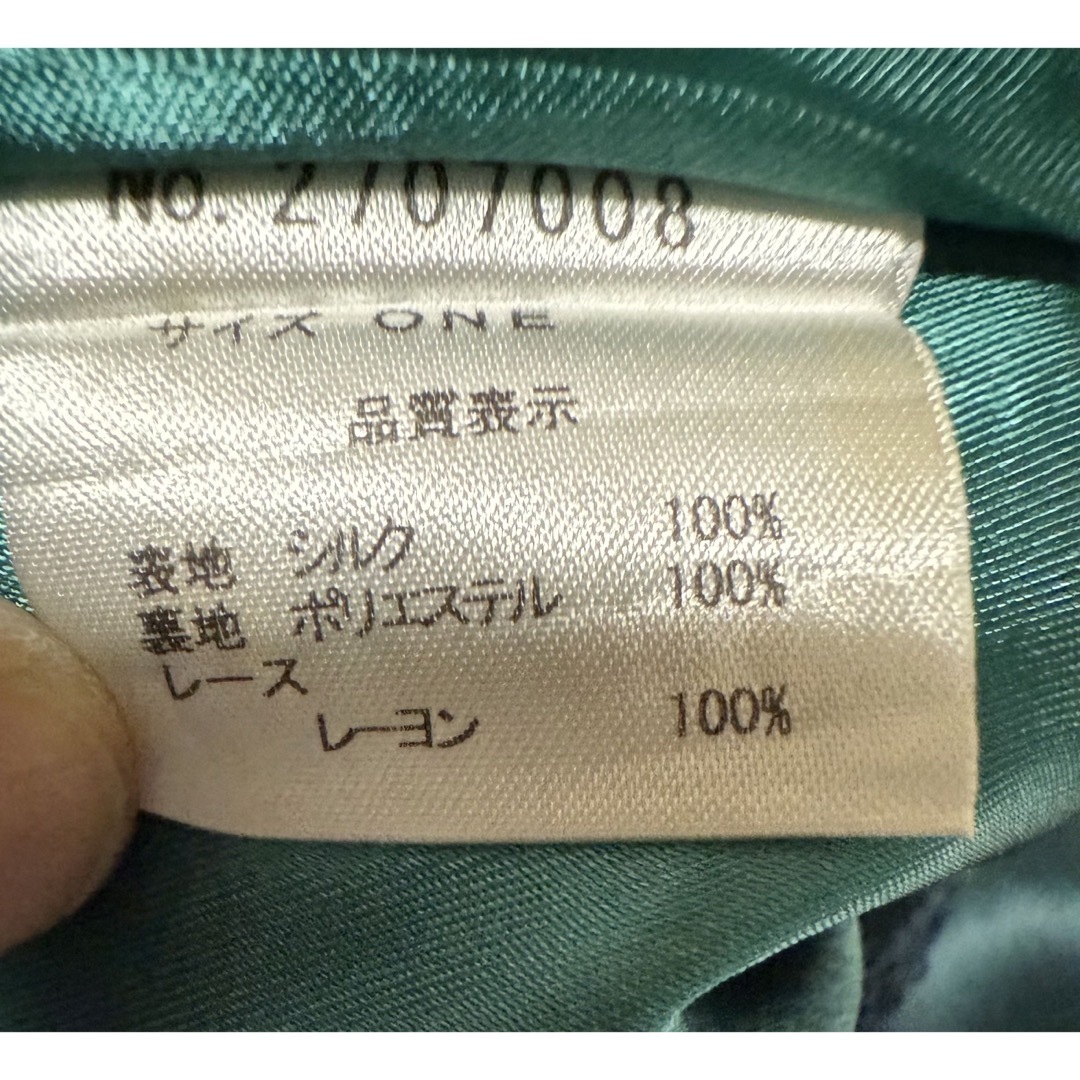 No. 2707008
サイズ ONE
品質表示
表地 シルク 100%
裏地 ポリエステル 100%
レース
レーヨン 100%